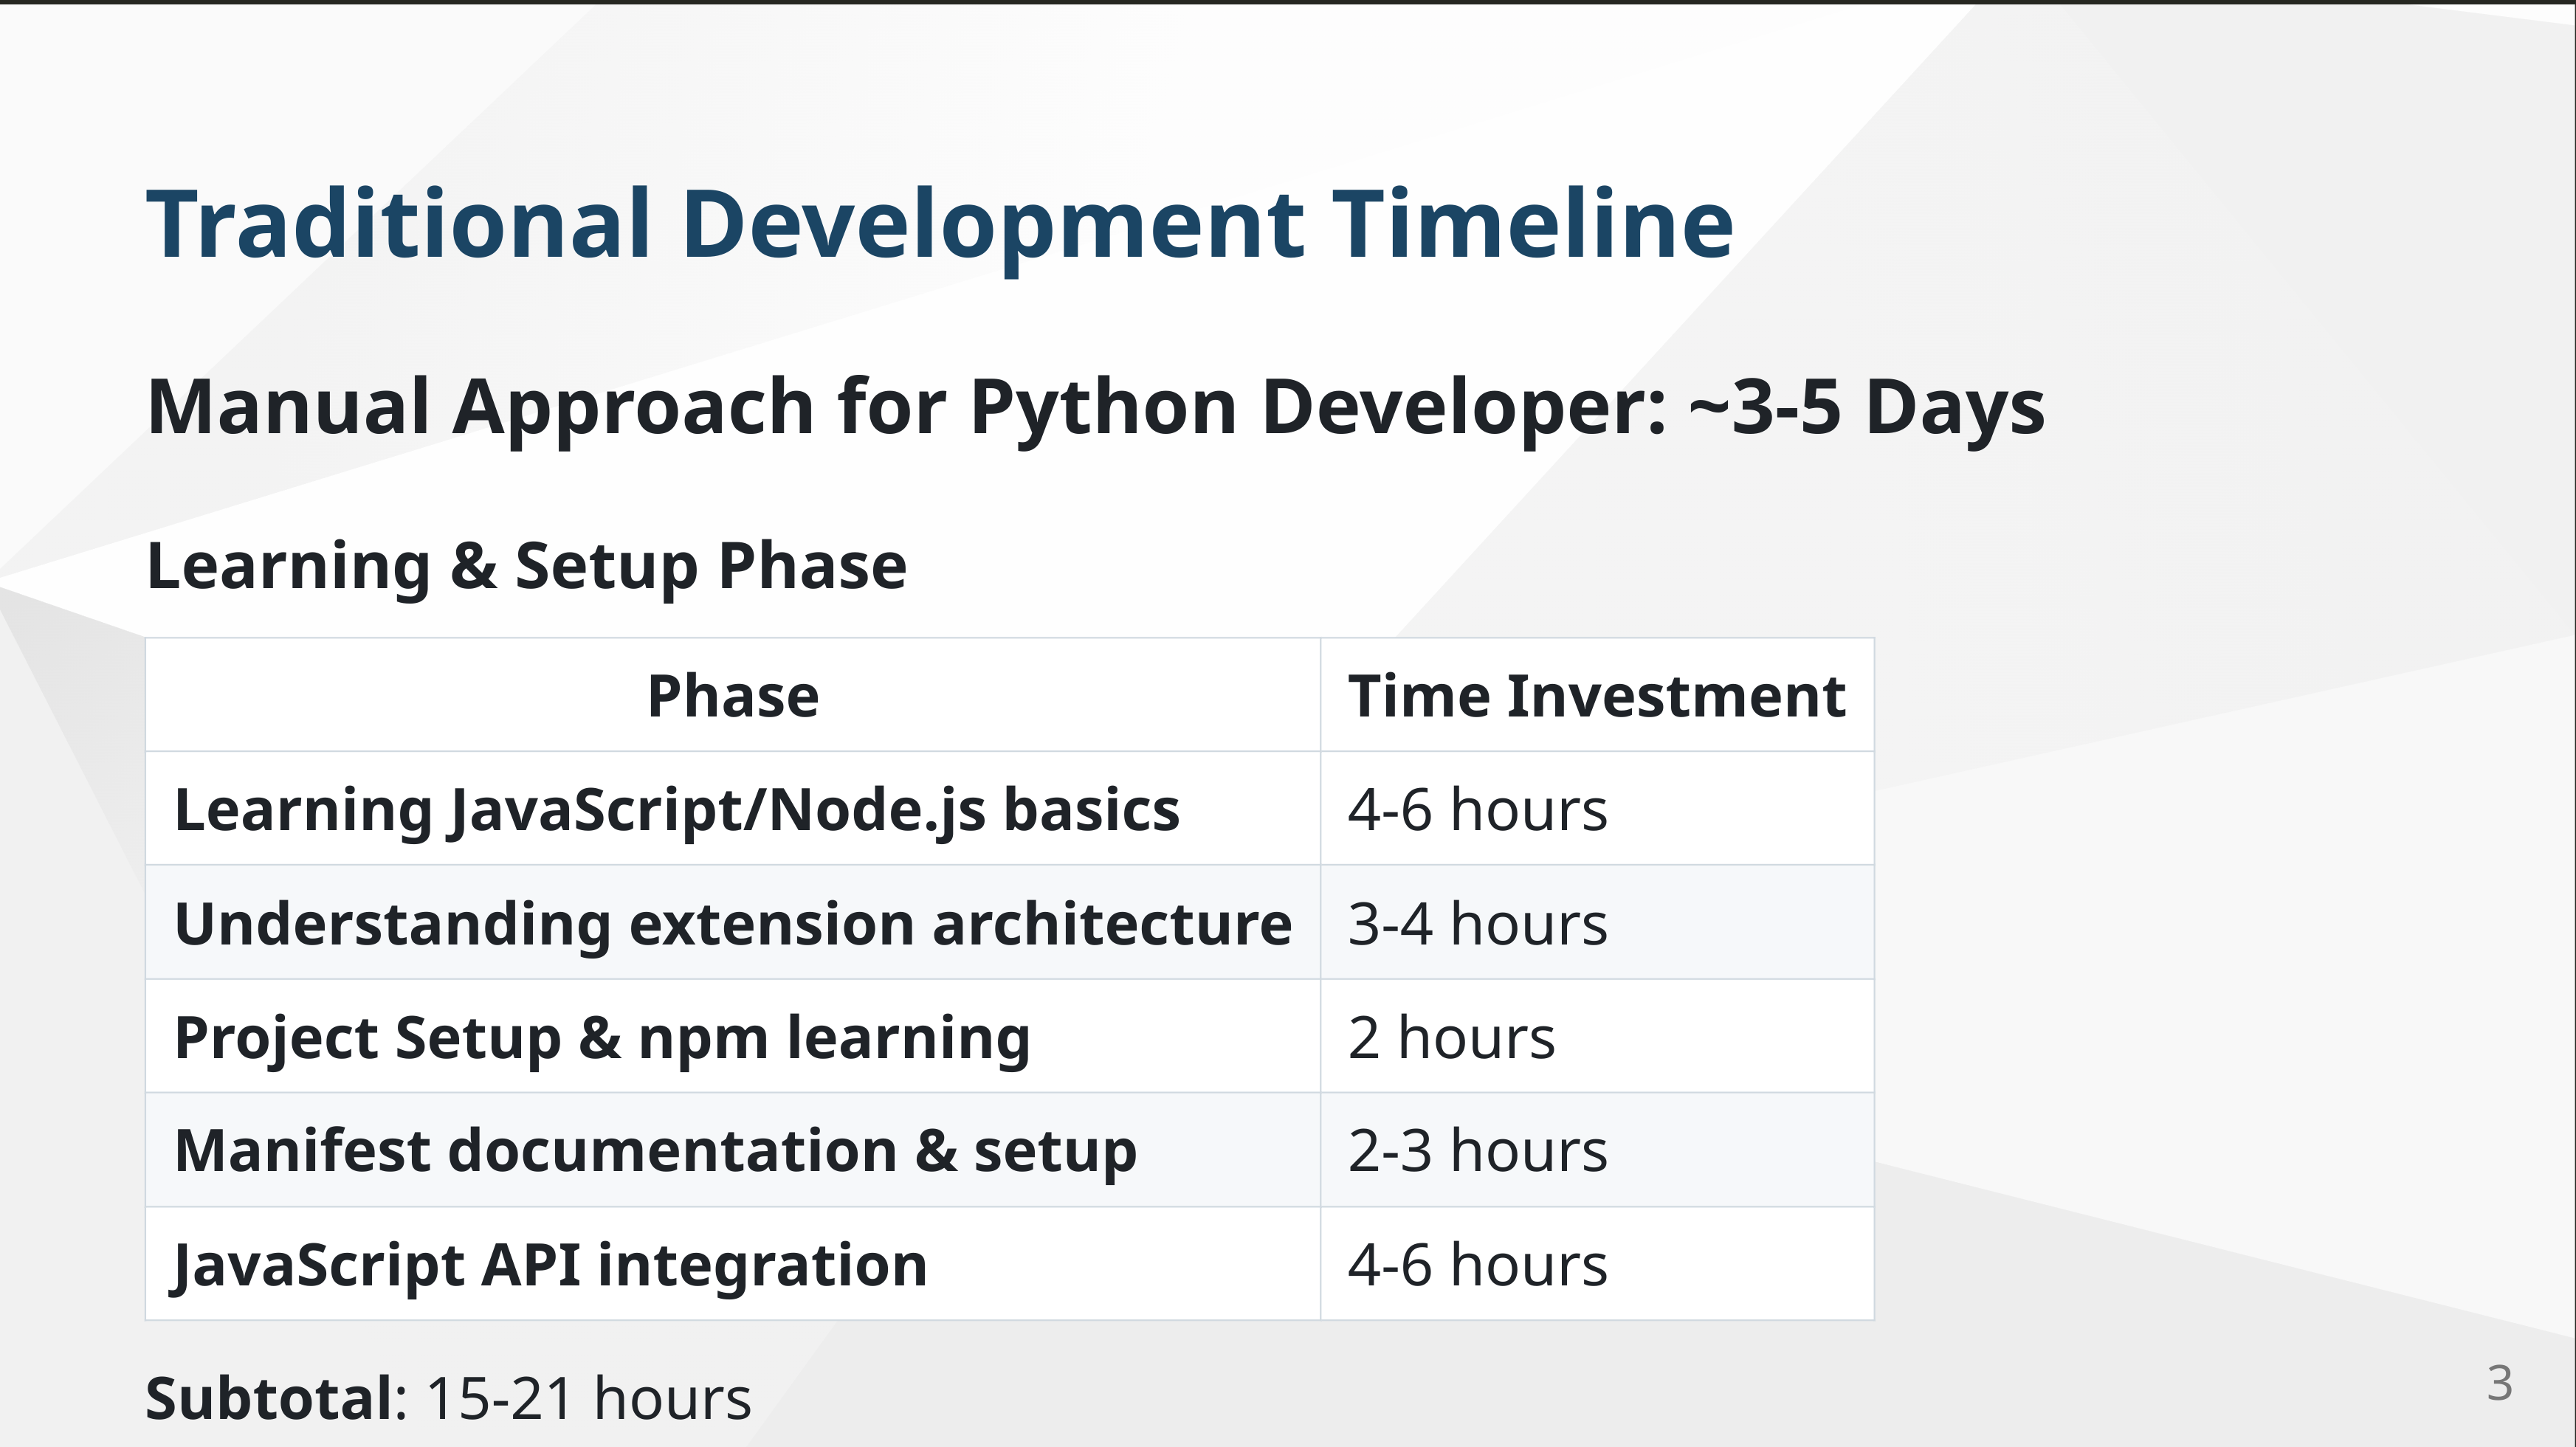 Traditional Development Timeline
Manual Approach for Python Developer: ~3-5 Days
Learning & Setup Phase
Phase Time Investment
Learning JavaScript/Node.js basics 4-6 hours
Understanding extension architecture 3-4 hours
Project Setup & npm learning 2 hours
Manifest documentation & setup 2-3 hours
JavaScript API integration 4-6 hours
Subtotal: 15-21 hours
3